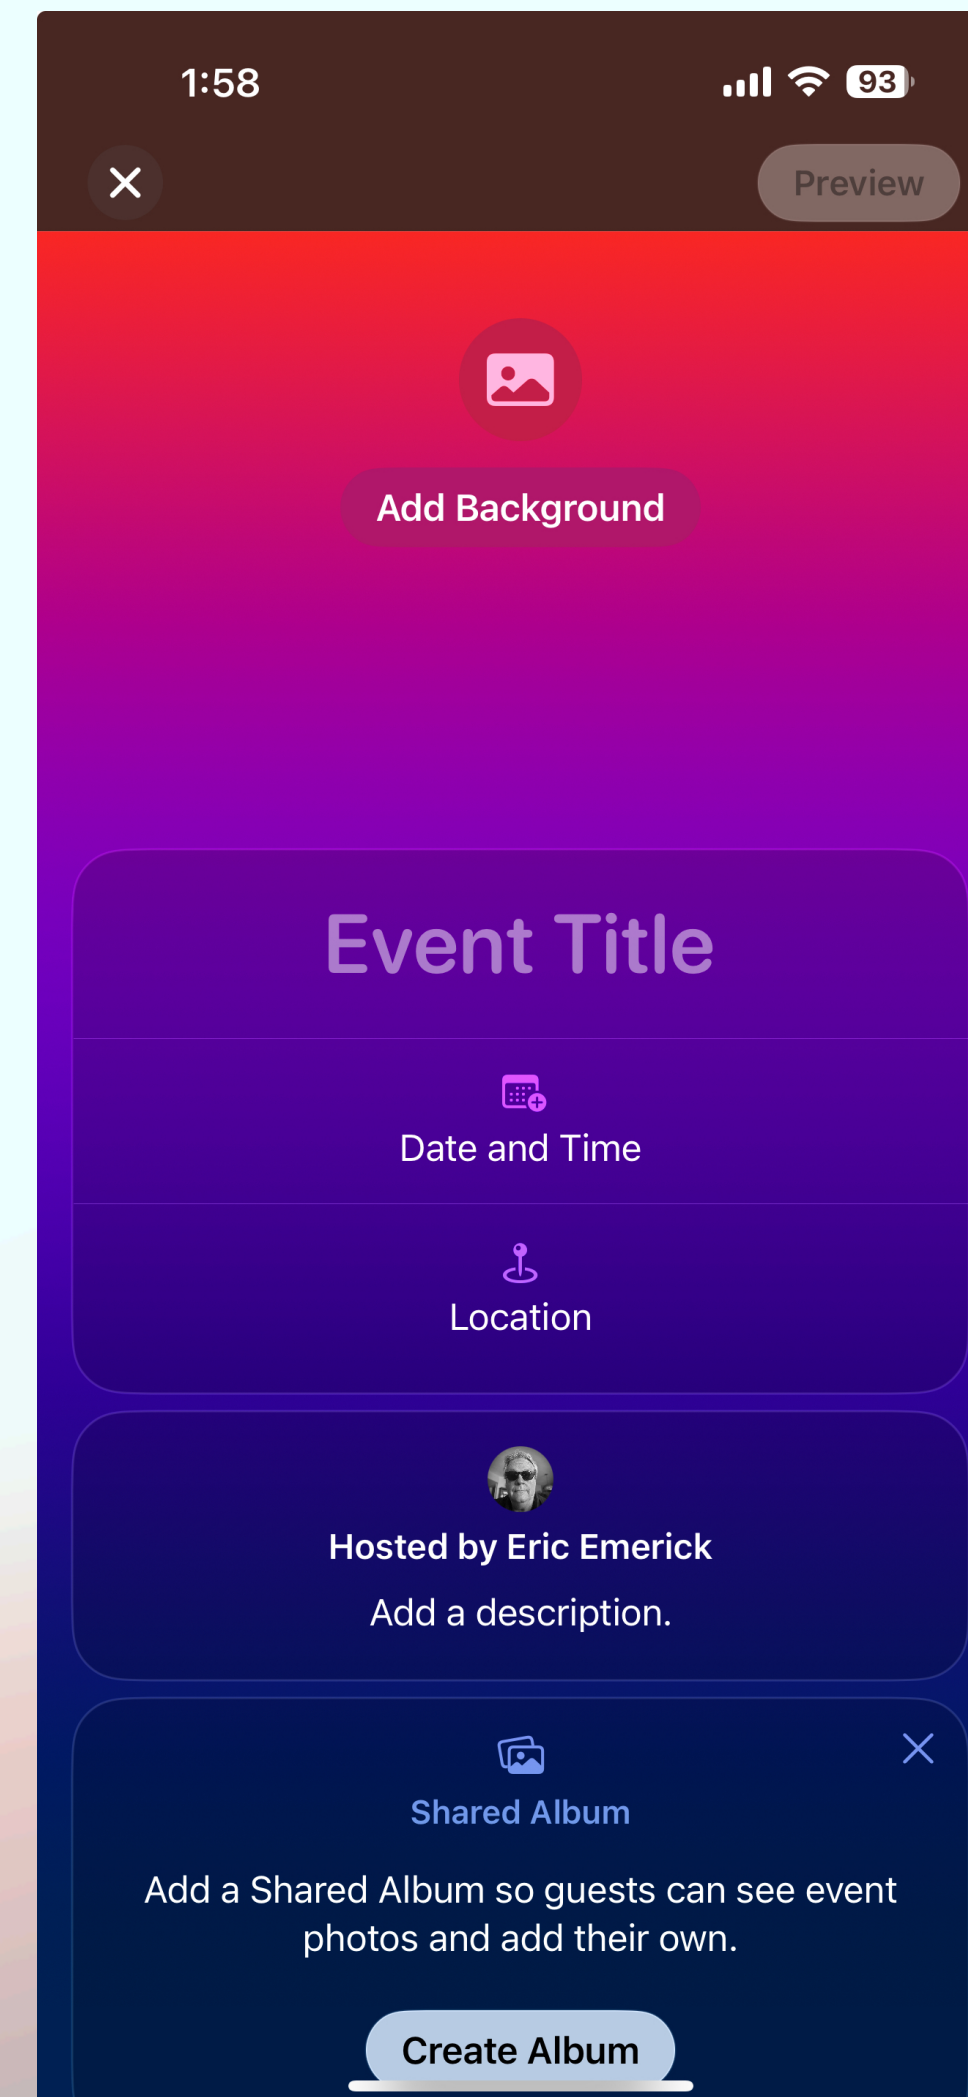 1:58
93
Preview
Add Background
Event Title
Date and Time
Location
Hosted by Eric Emerick
Add a description.
Shared Album
Add a Shared Album so guests can see event
photos and add their own.
Create Album